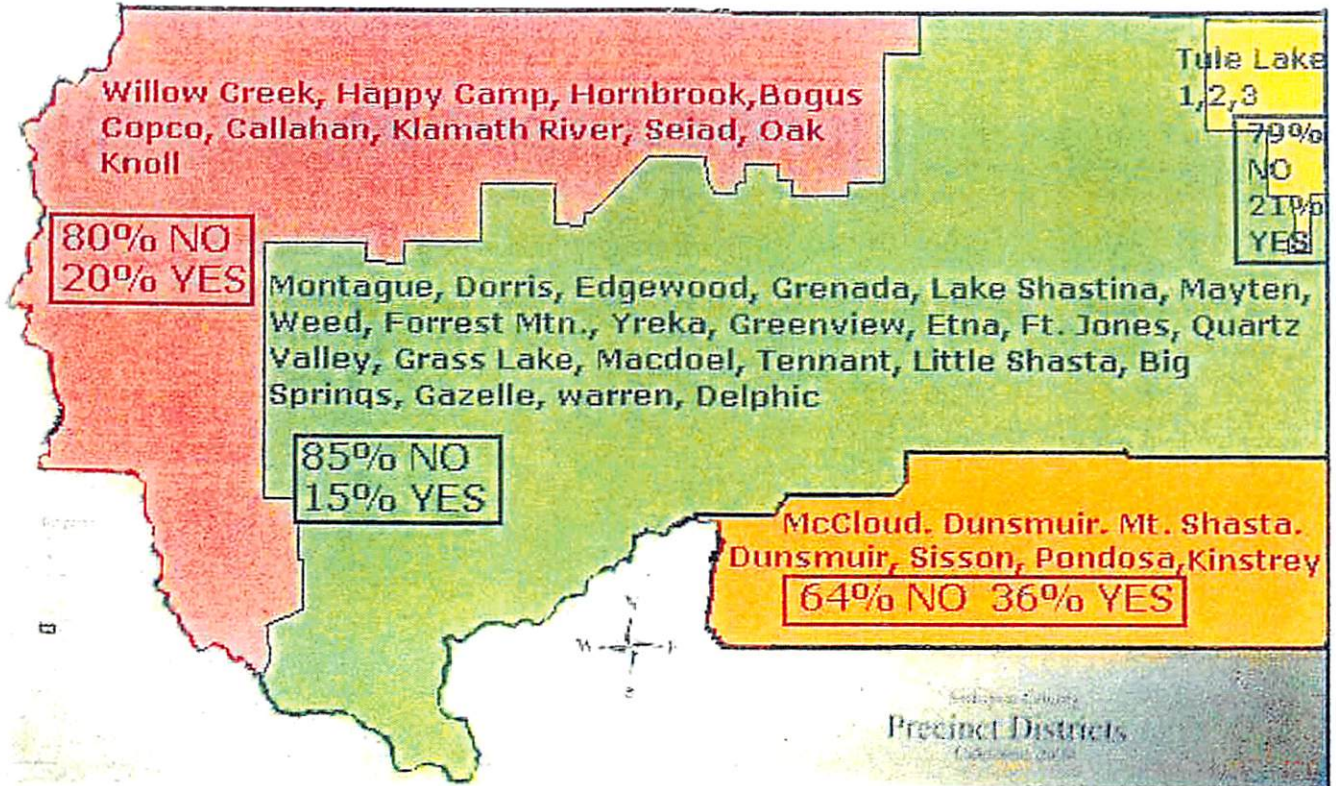 Willow Creek, Happy Camp, Hornbrook,Bogus
Copco, Callahan, Klamath River, Seiad, Oak
Knoll
80% NO
20% YES
Tule Lake
1,2,3
79%
NO
21%
YES
Montague, Dorris, Edgewood, Grenada, Lake Shastina, Mayten,
Weed, Forrest Mtn., Yreka, Greenview, Etna, Ft. Jones, Quartz
Valley, Grass Lake, Macdoel, Tennant, Little Shasta, Big
Springs, Gazelle, warren, Delphic
85% NO
15% YES
McCloud. Dunsmuir. Mt. Shasta.
Dunsmuir, Sisson, Pondosa,Kinstrey
64% NO 36% YES
W
Siskiyou County
Precinct Districts